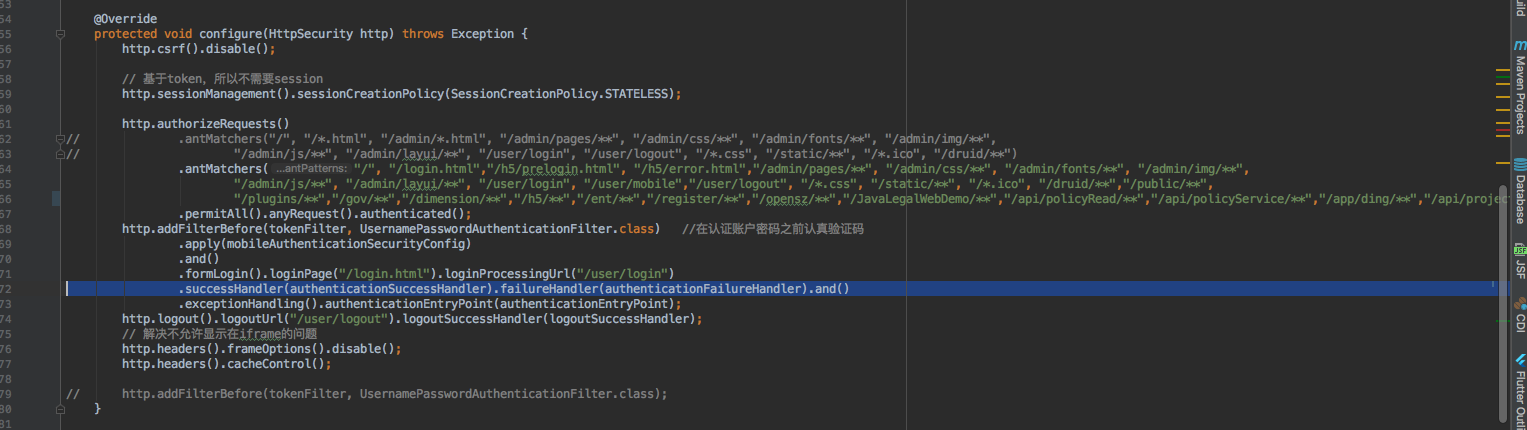 53
54 @Override
55 protected void configure(HttpSecurity http) throws Exception {
56 http.csrf().disable();
57
58 // 基于token，所以不需要session
59 http.sessionManagement().sessionCreationPolicy(SessionCreationPolicy.STATELESS);
60
61 http.authorizeRequests()
62 // .antMatchers("/", "/*.html", "/admin/*.html", "/admin/pages/**", "/admin/css/**", "/admin/fonts/**", "/admin/img/**",
63 // "/admin/js/**", "/admin/layui/**", "/user/login", "/user/logout", "/*.css", "/static/**", "/*.ico", "/druid/**")
64 .antMatchers( ...antPatterns: "/", "/login.html","/h5/prelogin.html", "/h5/error.html","/admin/pages/**", "/admin/css/**", "/admin/fonts/**", "/admin/img/**",
65 "/admin/js/**", "/admin/layui/**", "/user/login", "/user/mobile","/user/logout", "/*.css", "/static/**", "/*.ico", "/druid/**","/public/**",
66 "/plugins/**","/gov/**","/dimension/**","/h5/**","/ent/**","/register/**","/opensz/**","/JavaLegalWebDemo/**","/api/policyRead/**","/api/policyService/**","/app/ding/**","/api/projec
67 .permitAll().anyRequest().authenticated();
68 http.addFilterBefore(tokenFilter, UsernamePasswordAuthenticationFilter.class) //在认证账户密码之前认真验证码
69 .apply(mobileAuthenticationSecurityConfig)
70 .and()
71 .formLogin().loginPage("/login.html").loginProcessingUrl("/user/login")
72 .successHandler(authenticationSuccessHandler).failureHandler(authenticationFailureHandler).and()
73 .exceptionHandling().authenticationEntryPoint(authenticationEntryPoint);
74 http.logout().logoutUrl("/user/logout").logoutSuccessHandler(logoutSuccessHandler);
75 // 解决不允许显示在iframe的问题
76 http.headers().frameOptions().disable();
77 http.headers().cacheControl();
78
79 // http.addFilterBefore(tokenFilter, UsernamePasswordAuthenticationFilter.class);
80 }
81
Maven Projects
Database
JSF
CDI
Flutter Outli